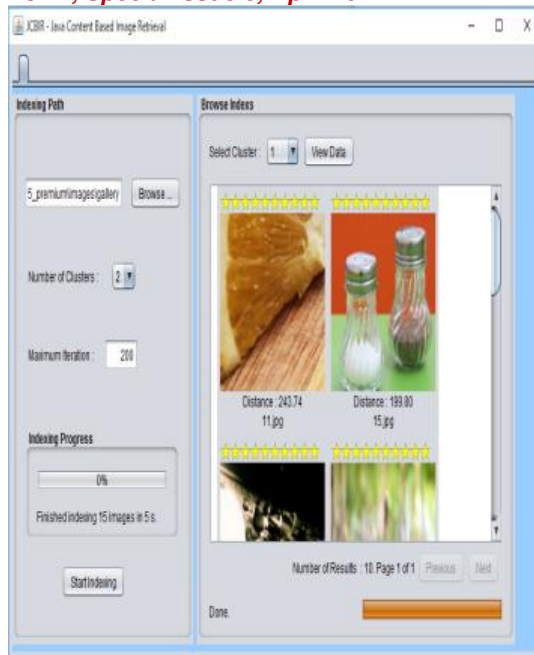 JCBIR - Java Content Based Image Retrieval
Indexing Path
5_premium\images\gallery
Browse...
Number of Clusters :
2
Maximum Iteration :
200
Indexing Progress
0%
Finished indexing 15 images in 5 s.
Start Indexing
Browse Indexs
Select Cluster :
1
View Data
Distance : 243.74
11.jpg
Distance : 199.80
15.jpg
Number of Results : 10. Page 1 of 1
Previous
Next
Done.